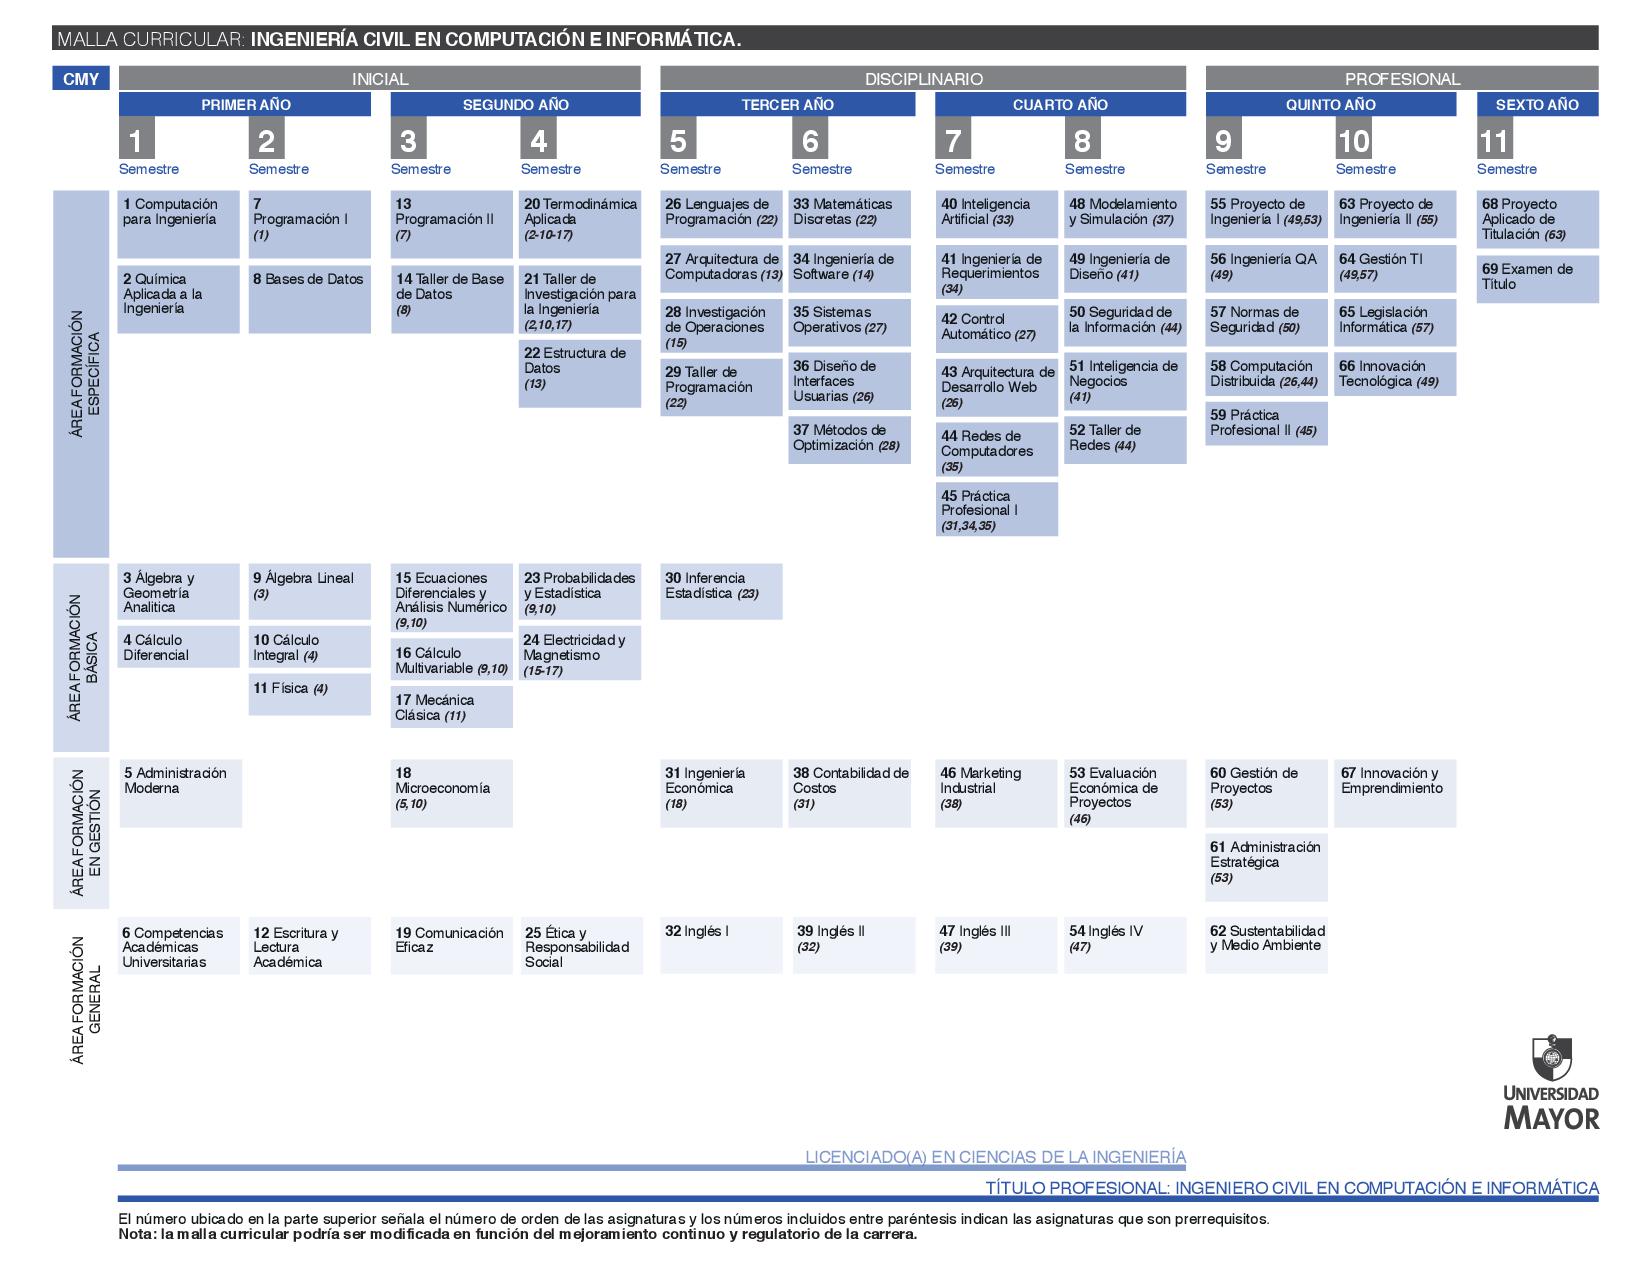 MALLA CURRICULAR: INGENIERÍA CIVIL EN COMPUTACIÓN E INFORMÁTICA.
CMY
INICIAL
DISCIPLINARIO
PROFESIONAL
PRIMER AÑO
SEGUNDO AÑO
TERCER AÑO
CUARTO AÑO
QUINTO AÑO
SEXTO AÑO
1
Semestre
2
Semestre
3
Semestre
4
Semestre
5
Semestre
6
Semestre
7
Semestre
8
Semestre
9
Semestre
10
Semestre
11
Semestre
ÁREA FORMACIÓN
ESPECÍFICA
1 Computación
para Ingeniería
2 Química
Aplicada a la
Ingeniería
7
Programación I
(1)
8 Bases de Datos
13
Programación II
(7)
14 Taller de Base
de Datos
(8)
20 Termodinámica
Aplicada
(2-10-17)
21 Taller de
Investigación para
la Ingeniería
(2,10,17)
22 Estructura de
Datos
(13)
26 Lenguajes de
Programación (22)
27 Arquitectura de
Computadoras (13)
28 Investigación
de Operaciones
(15)
29 Taller de
Programación
(22)
33 Matemáticas
Discretas (22)
34 Ingeniería de
Software (14)
35 Sistemas
Operativos (27)
36 Diseño de
Interfaces
Usuarias (26)
37 Métodos de
Optimización (28)
40 Inteligencia
Artificial (33)
41 Ingeniería de
Requerimientos
(34)
42 Control
Automático (27)
43 Arquitectura de
Desarrollo Web
(26)
44 Redes de
Computadores
(35)
45 Práctica
Profesional I
(31,34,35)
48 Modelamiento
y Simulación (37)
49 Ingeniería de
Diseño (41)
50 Seguridad de
la Información (44)
51 Inteligencia de
Negocios
(41)
52 Taller de
Redes (44)
55 Proyecto de
Ingeniería I (49,53)
56 Ingeniería QA
(49)
57 Normas de
Seguridad (50)
58 Computación
Distribuida (26,44)
59 Práctica
Profesional II (45)
63 Proyecto de
Ingeniería II (55)
64 Gestión TI
(49,57)
65 Legislación
Informática (57)
66 Innovación
Tecnológica (49)
68 Proyecto
Aplicado de
Titulación (63)
69 Examen de
Título
ÁREA FORMACIÓN
BÁSICA
3 Álgebra y
Geometría
Analitica
4 Cálculo
Diferencial
9 Álgebra Lineal
(3)
10 Cálculo
Integral (4)
11 Física (4)
15 Ecuaciones
Diferenciales y
Análisis Numérico
(9,10)
16 Cálculo
Multivariable (9,10)
17 Mecánica
Clásica (11)
23 Probabilidades
y Estadística
(9,10)
24 Electricidad y
Magnetismo
(15-17)
30 Inferencia
Estadística (23)
ÁREA FORMACIÓN
EN GESTIÓN
5 Administración
Moderna
18
Microeconomía
(5,10)
31 Ingeniería
Económica
(18)
38 Contabilidad de
Costos
(31)
46 Marketing
Industrial
(38)
53 Evaluación
Económica de
Proyectos
(46)
60 Gestión de
Proyectos
(53)
61 Administración
Estratégica
(53)
67 Innovación y
Emprendimiento
ÁREA FORMACIÓN
GENERAL
6 Competencias
Académicas
Universitarias
12 Escritura y
Lectura
Académica
19 Comunicación
Eficaz
25 Ética y
Responsabilidad
Social
32 Inglés I
39 Inglés II
(32)
47 Inglés III
(39)
54 Inglés IV
(47)
62 Sustentabilidad
y Medio Ambiente
UNIVERSIDAD
MAYOR
LICENCIADO(A) EN CIENCIAS DE LA INGENIERÍA
TÍTULO PROFESIONAL: INGENIERO CIVIL EN COMPUTACIÓN E INFORMÁTICA
El número ubicado en la parte superior señala el número de orden de las asignaturas y los números incluidos entre paréntesis indican las asignaturas que son prerrequisitos.
Nota: la malla curricular podría ser modificada en función del mejoramiento continuo y regulatorio de la carrera.